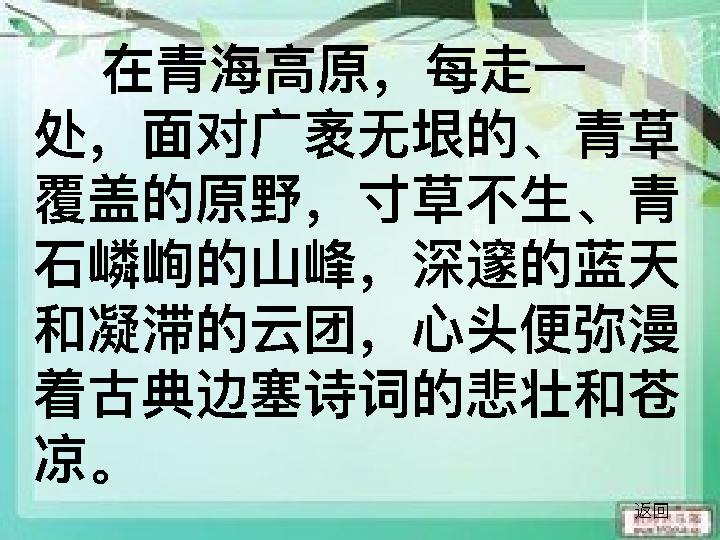 在青海高原，每走一
处，面对广袤无垠的、青草
覆盖的原野，寸草不生、青
石嶙峋的山峰，深邃的蓝天
和凝滞的云团，心头便弥漫
着古典边塞诗词的悲壮和苍
凉。
返回